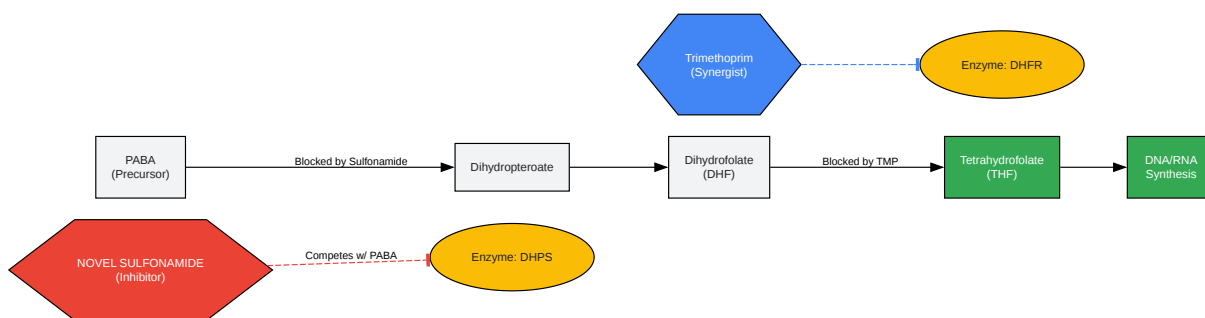 Trimethoprim
(Synergist)
Enzyme: DHFR
PABA
(Precursor)
Blocked by Sulfonamide
Dihydropteroate
Dihydrofolate
(DHF)
Blocked by TMP
Tetrahydrofolate
(THF)
DNA/RNA
Synthesis
NOVEL SULFONAMIDE
(Inhibitor)
Competes w/ PABA
Enzyme: DHPS